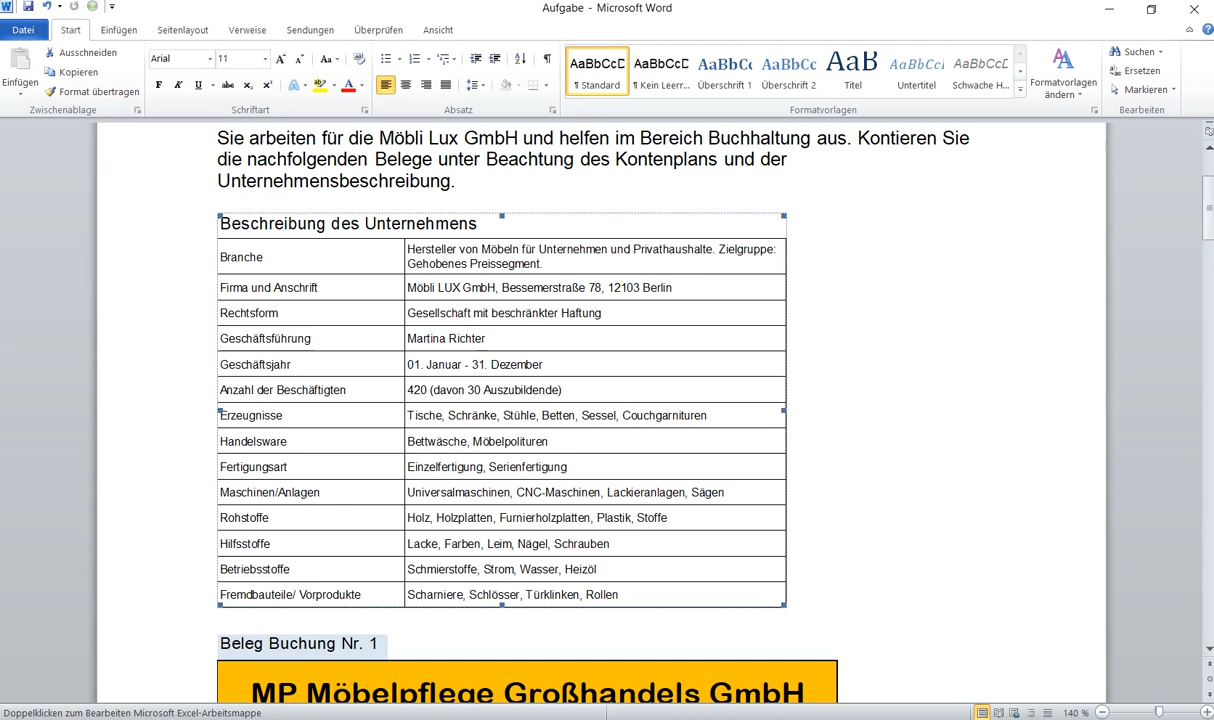 Aufgabe - Microsoft Word
Datei Start Einfügen Seitenlayout Verweise Sendungen Überprüfen Ansicht
Einfügen
Ausschneiden
Kopieren
Format übertragen
Zwischenablage
Arial 11
F K U abc x₂ x²
Schriftart
Absatz
AaBbCcD AaBbCcD AaBbCc AaBbCcD AaB AaBbCcI AaBbCcD
¶ Standard ¶ Kein Leerr... Überschrift 1 Überschrift 2 Titel Untertitel Schwache H...
Formatvorlagen
Formatvorlagen ändern
Suchen
Ersetzen
Markieren
Bearbeiten
Sie arbeiten für die Möbli Lux GmbH und helfen im Bereich Buchhaltung aus. Kontieren Sie
die nachfolgenden Belege unter Beachtung des Kontenplans und der
Unternehmensbeschreibung.
Beschreibung des Unternehmens
Branche Hersteller von Möbeln für Unternehmen und Privathaushalte. Zielgruppe:
Gehobenes Preissegment.
Firma und Anschrift Möbli LUX GmbH, Bessemerstraße 78, 12103 Berlin
Rechtsform Gesellschaft mit beschränkter Haftung
Geschäftsführung Martina Richter
Geschäftsjahr 01. Januar - 31. Dezember
Anzahl der Beschäftigten 420 (davon 30 Auszubildende)
Erzeugnisse Tische, Schränke, Stühle, Betten, Sessel, Couchgarnituren
Handelsware Bettwäsche, Möbelpolituren
Fertigungsart Einzelfertigung, Serienfertigung
Maschinen/Anlagen Universalmaschinen, CNC-Maschinen, Lackieranlagen, Sägen
Rohstoffe Holz, Holzplatten, Furnierholzplatten, Plastik, Stoffe
Hilfsstoffe Lacke, Farben, Leim, Nägel, Schrauben
Betriebsstoffe Schmierstoffe, Strom, Wasser, Heizöl
Fremdbauteile/ Vorprodukte Scharniere, Schlösser, Türklinken, Rollen
Beleg Buchung Nr. 1
MP Möbelpflege Großhandels GmbH
Doppelklicken zum Bearbeiten Microsoft Excel-Arbeitsmappe
140 %